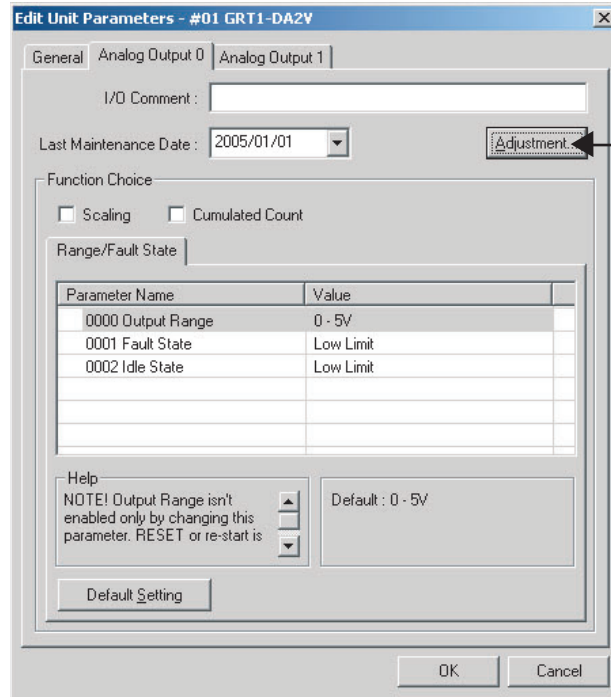 Edit Unit Parameters - #01 GRT1-DA2V
General Analog Output 0 Analog Output 1
I/O Comment :
Last Maintenance Date : 2005/01/01 Adjustment..
Function Choice
Scaling Cumulated Count
Range/Fault State
Parameter Name Value
0000 Output Range 0 - 5V
0001 Fault State Low Limit
0002 Idle State Low Limit
Help
NOTE! Output Range isn't
enabled only by changing this
parameter. RESET or re-start is
Default : 0 - 5V
Default Setting
OK Cancel